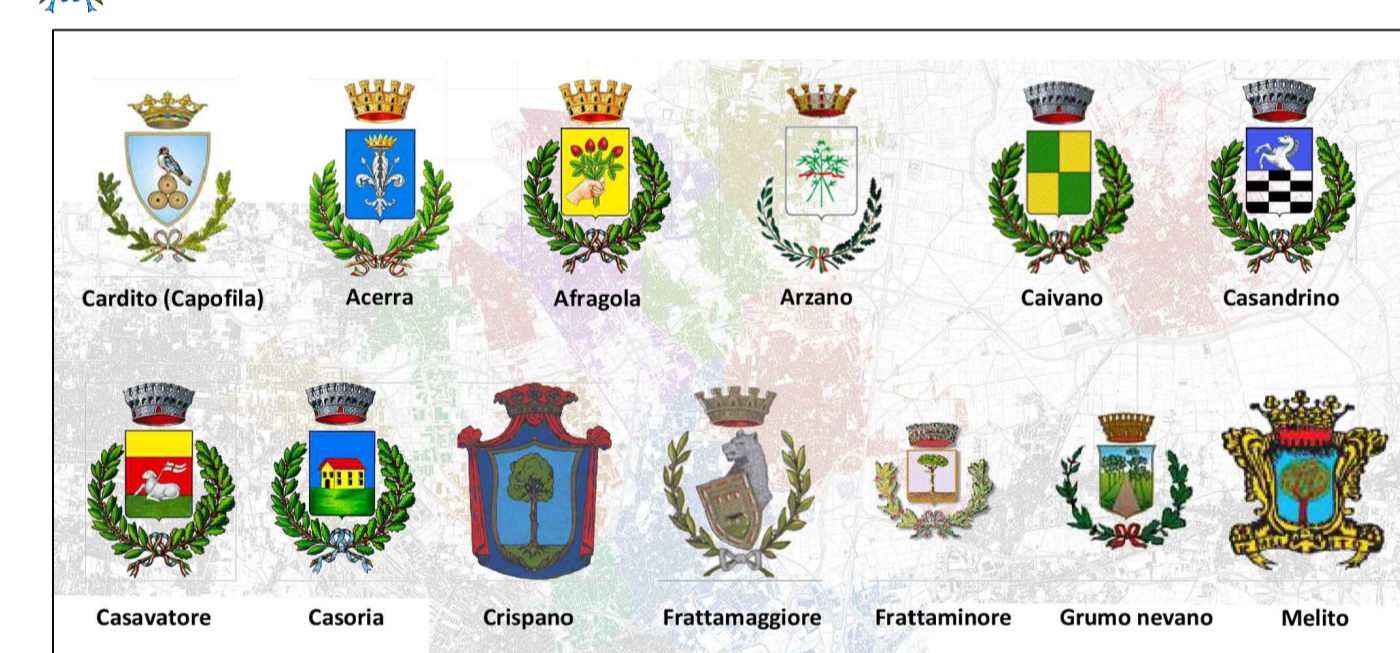 Cardito (Capofila) Acerra Afragola Arzano Caivano Casandrino
Casavatore Casoria Crispano Frattamaggiore Frattaminore Grumo nevano Melito